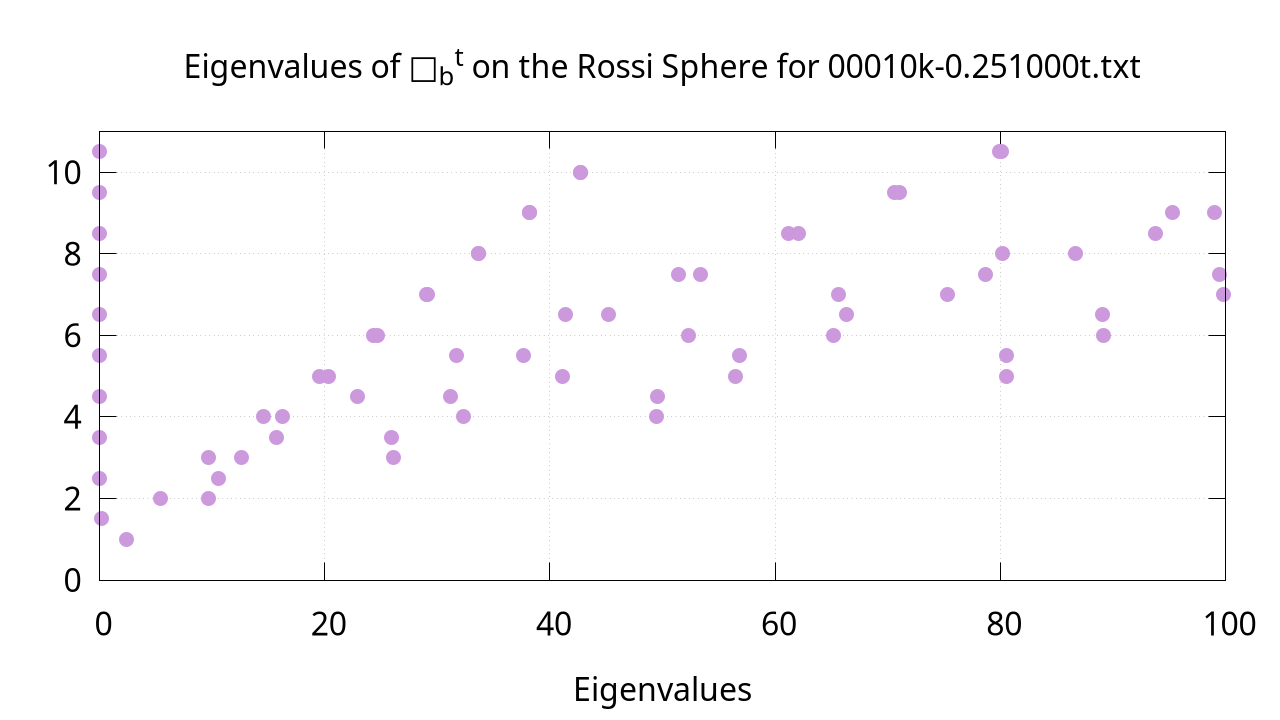 Eigenvalues of □_b^t on the Rossi Sphere for 00010k-0.251000t.txt
10
8
6
4
2
0
0 20 40 60 80 100
Eigenvalues